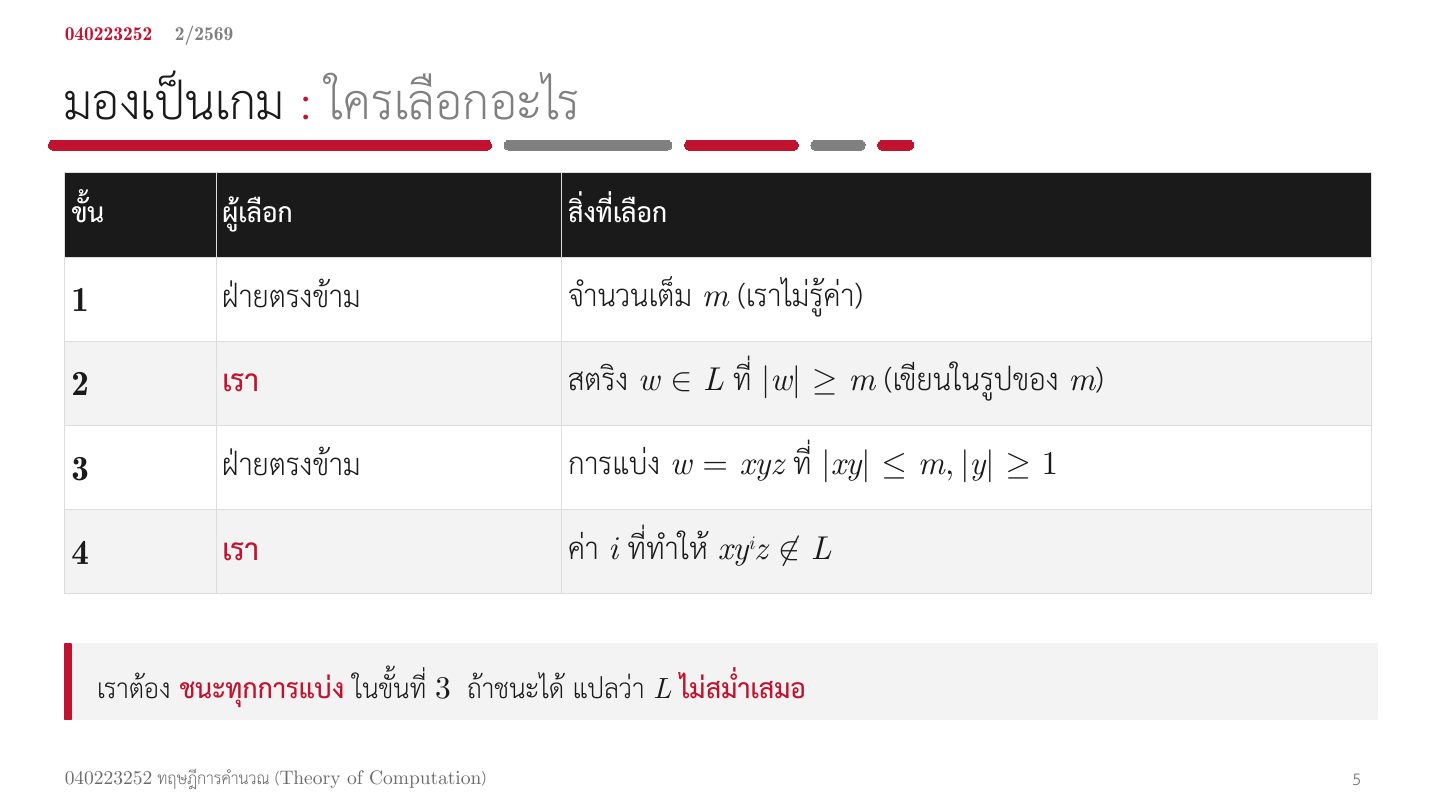 040223252 2/2569
มองเป็นเกม : ใครเลือกอะไร
ขั้น ผู้เลือก สิ่งที่เลือก
1 ฝ่ายตรงข้าม จำนวนเต็ม m (เราไม่รู้ค่า)
2 เรา สตริง w ∈ L ที่ |w| ≥ m (เขียนในรูปของ m)
3 ฝ่ายตรงข้าม การแบ่ง w = xyz ที่ |xy| ≤ m, |y| ≥ 1
4 เรา ค่า i ที่ทำให้ xyⁱz ∉ L
เราต้อง ชนะทุกการแบ่ง ในขั้นที่ 3 ถ้าชนะได้ แปลว่า L ไม่สม่ำเสมอ
040223252 ทฤษฎีการคำนวณ (Theory of Computation) 5